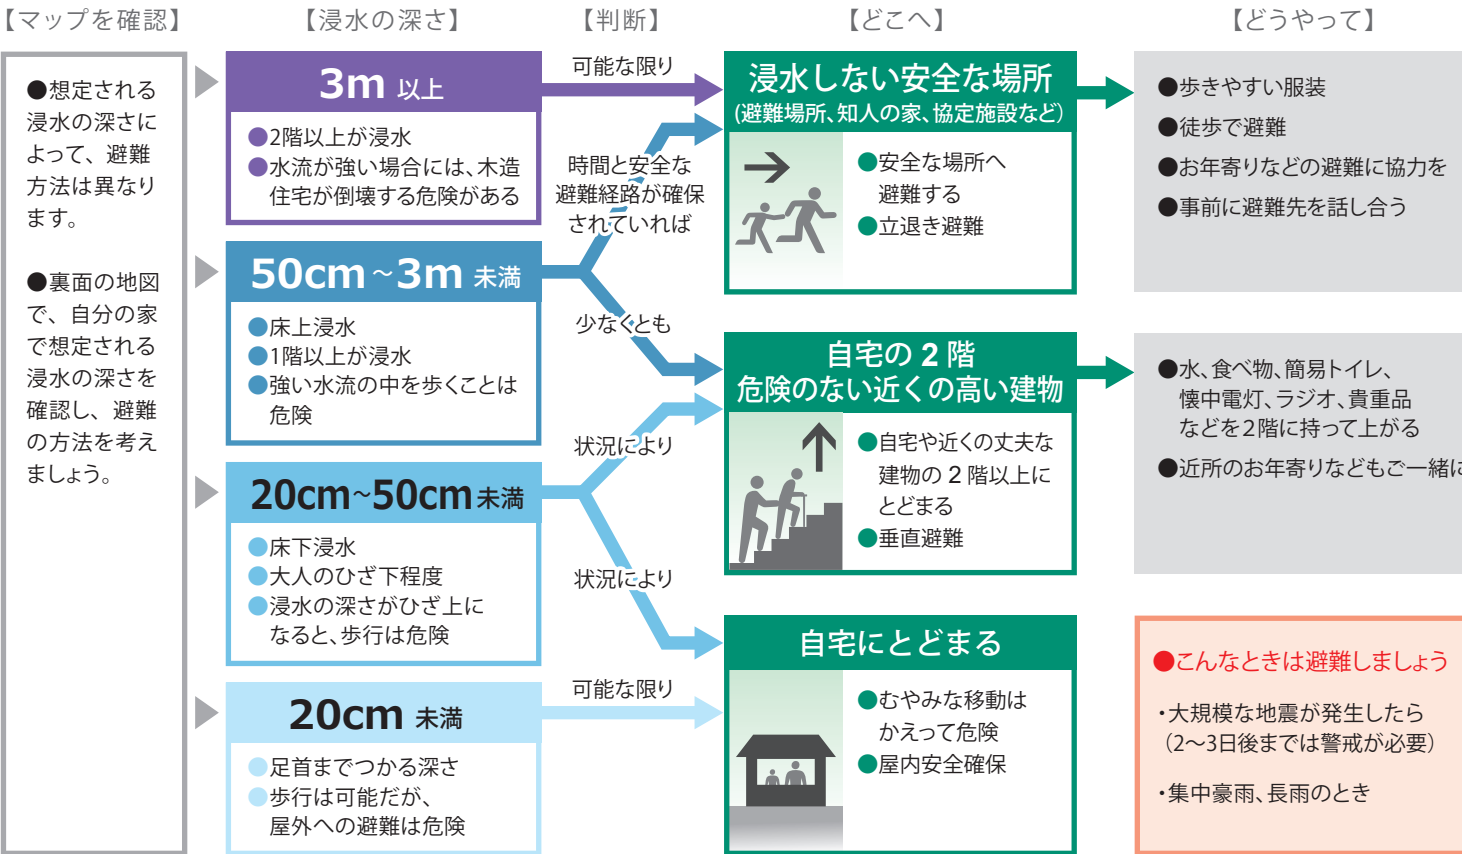 【マップを確認】
【浸水の深さ】
【判断】
【どこへ】
【どうやって】
●想定される
浸水の深さに
よって、避難
方法は異なり
ます。
●裏面の地図
で、自分の家
で想定される
浸水の深さを
確認し、避難
の方法を考え
ましょう。
3m 以上
●2階以上が浸水
●水流が強い場合には、木造
住宅が倒壊する危険がある
50cm～3m 未満
●床上浸水
●1階以上が浸水
●強い水流の中を歩くことは
危険
20cm~50cm未満
●床下浸水
●大人のひざ下程度
●浸水の深さがひざ上に
なると、歩行は危険
20cm 未満
●足首までつかる深さ
●歩行は可能だが、
屋外への避難は危険
可能な限り
時間と安全な
避難経路が確保
されていれば
少なくとも
状況により
状況により
可能な限り
浸水しない安全な場所
(避難場所、知人の家、協定施設など)
●安全な場所へ
避難する
●立退き避難
自宅の 2 階
危険のない近くの高い建物
●自宅や近くの丈夫な
建物の 2 階以上に
とどまる
●垂直避難
自宅にとどまる
●むやみな移動は
かえって危険
●屋内安全確保
●歩きやすい服装
●徒歩で避難
●お年寄りなどの避難に協力を
●事前に避難先を話し合う
●水、食べ物、簡易トイレ、
懐中電灯、ラジオ、貴重品
などを2階に持って上がる
●近所のお年寄りなどもご一緒に
●こんなときは避難しましょう
・大規模な地震が発生したら
（2〜3日後までは警戒が必要）
・集中豪雨、長雨のとき